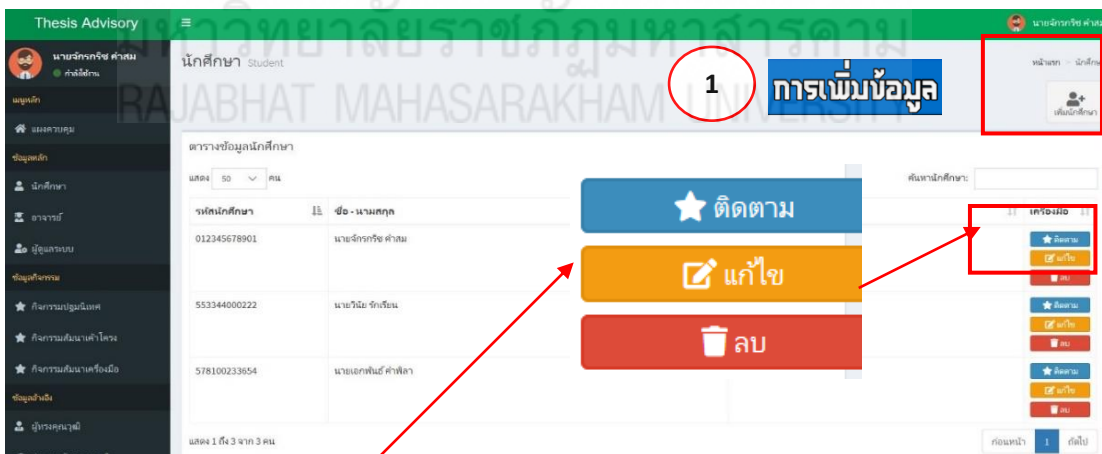 มหาวิทยาลัยราชภัฏมหาสารคาม
RAJABHAT MAHASARAKHAM UNIVERSITY
Thesis Advisory
นายจักรกริช คำสม
นายจักรกริช คำสม
กำลังใช้งาน
นักศึกษา Student
หน้าแรก
1
การเพิ่มข้อมูล
เพิ่มนักศึกษา
เมนูหลัก
แผงควบคุม
ข้อมูลหลัก
นักศึกษา
อาจารย์
ผู้ดูแลระบบ
ข้อมูลกิจกรรม
กิจกรรมปฐมนิเทศ
กิจกรรมสัมมนาเค้าโครง
กิจกรรมสัมมนาเครื่องมือ
ข้อมูลอ้างอิง
ผู้ทรงคุณวุฒิ
ตารางข้อมูลนักศึกษา
แสดง 50 คน
ค้นหานักศึกษา:
รหัสนักศึกษา ชื่อ - นามสกุล เครื่องมือ
012345678901 นายจักรกริช คำสม
ติดตาม
แก้ไข
ลบ
553344000222 นายวินัย รักเรียน
ติดตาม
แก้ไข
ลบ
578100233654 นายเอกพันธ์ คำพิลา
ติดตาม
แก้ไข
ลบ
ติดตาม
แก้ไข
ลบ
แสดง 1 ถึง 3 จาก 3 คน
ก่อนหน้า 1 ถัดไป